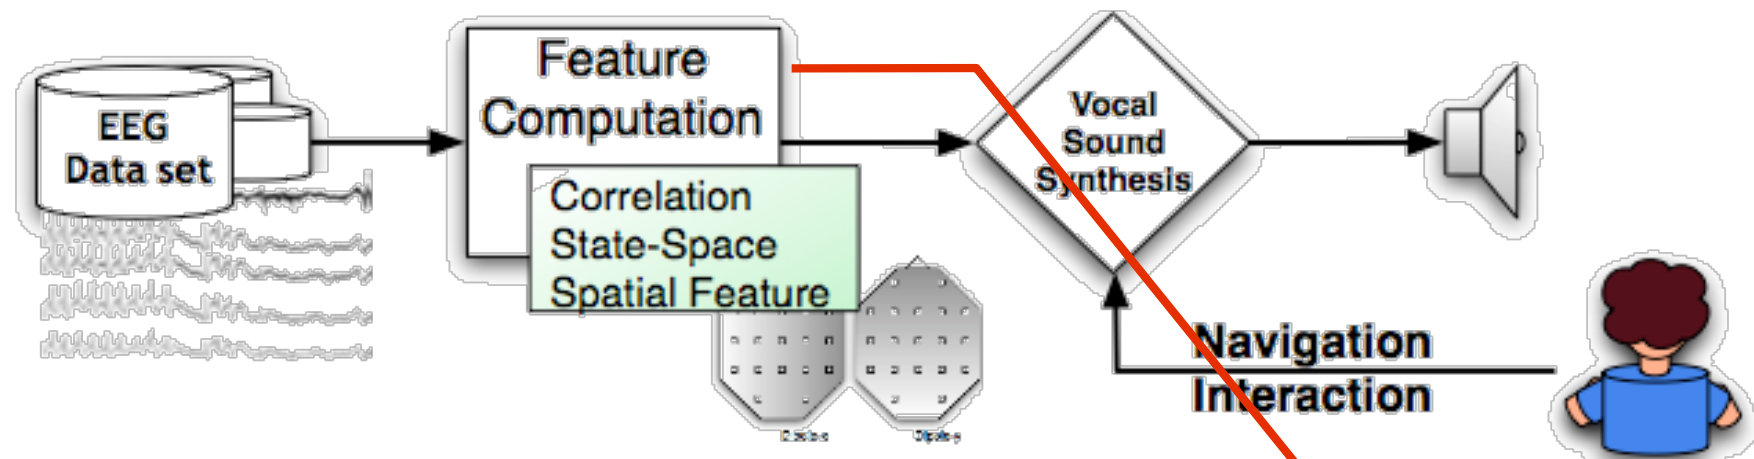 EEG
Data set
Feature
Computation
Correlation
State-Space
Spatial Feature
Vocal
Sound
Synthesis
Navigation
Interaction